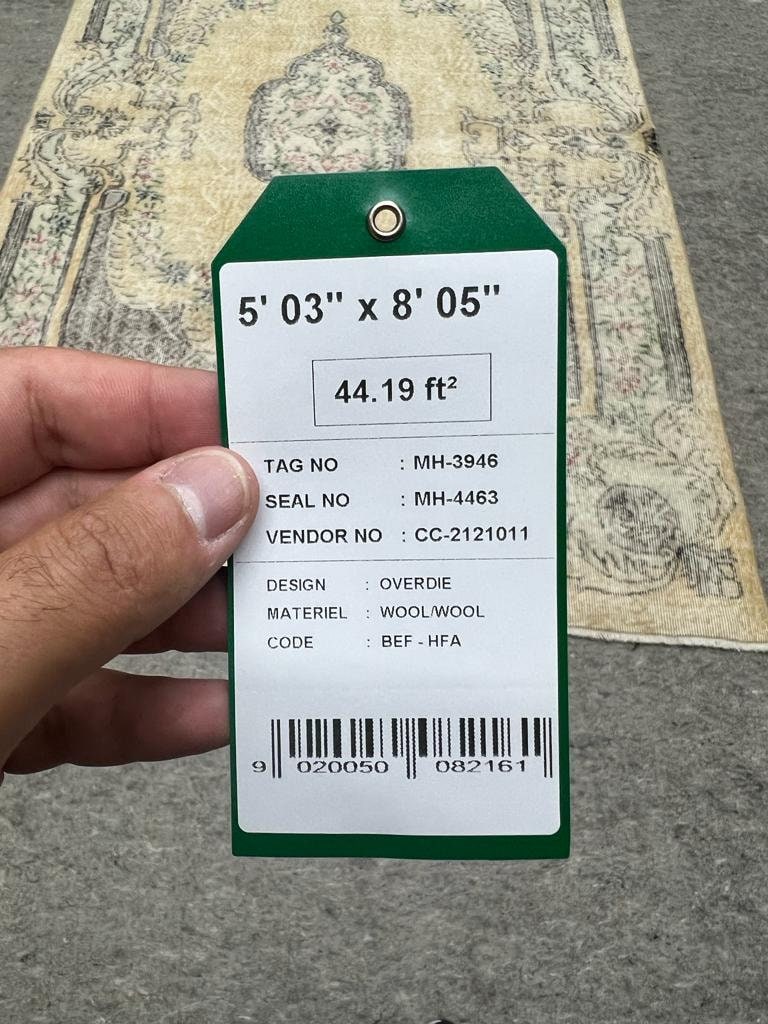 5' 03" x 8' 05"
44.19 ft²
TAG NO : MH-3946
SEAL NO : MH-4463
VENDOR NO : CC-2121011
DESIGN : OVERDIE
MATERIEL : WOOL/WOOL
CODE : BEF - HFA
9 020050 082161